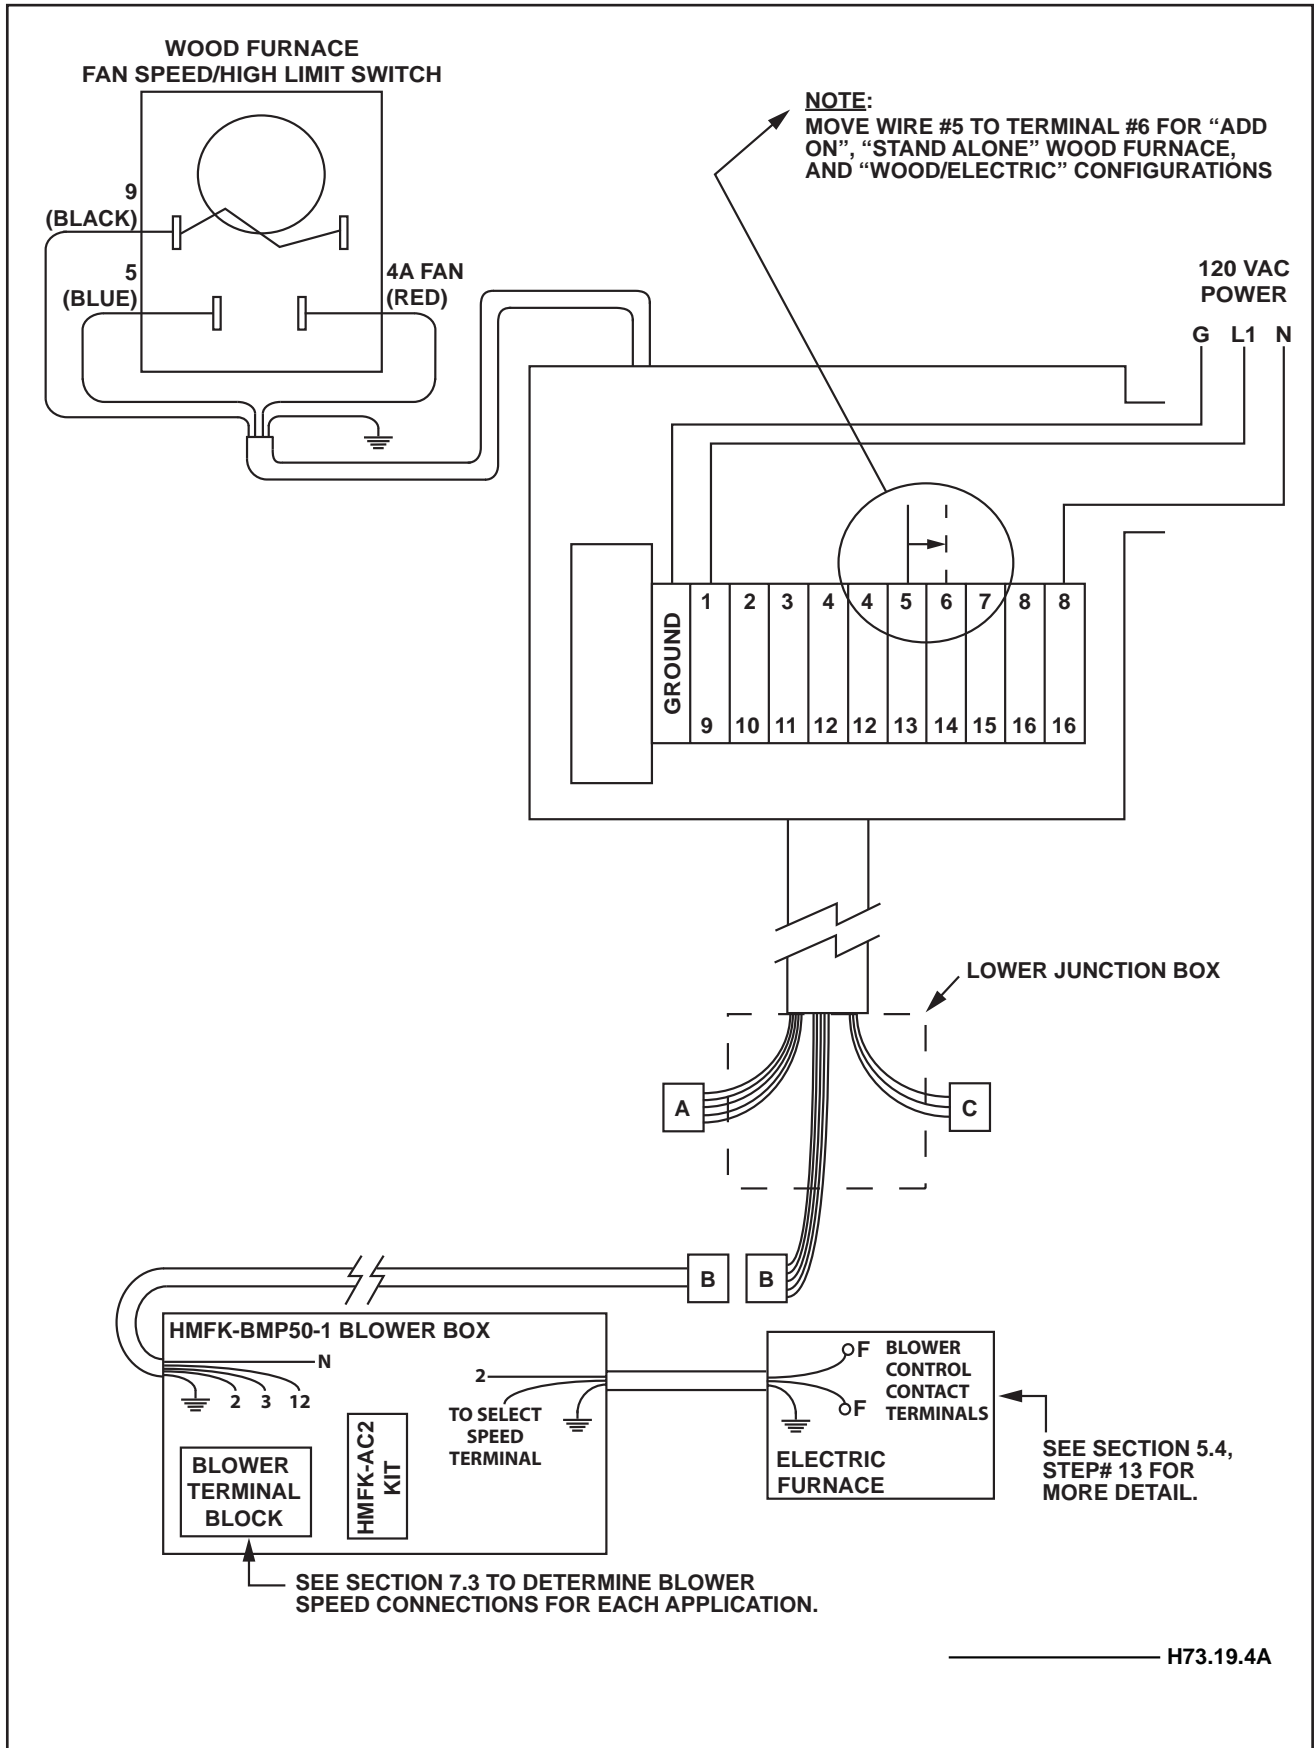 WOOD FURNACE
FAN SPEED/HIGH LIMIT SWITCH
NOTE:
MOVE WIRE #5 TO TERMINAL #6 FOR “ADD
ON”, “STAND ALONE” WOOD FURNACE,
AND “WOOD/ELECTRIC” CONFIGURATIONS
9
(BLACK)
5
(BLUE)
4A FAN
(RED)
120 VAC
POWER
G L1 N
GROUND
1 2 3 4 4 5 6 7 8 8
9 10 11 12 12 13 14 15 16 16
LOWER JUNCTION BOX
A
C
B
B
HMFK-BMP50-1 BLOWER BOX
N
2 3 12
2
TO SELECT
SPEED
TERMINAL
BLOWER
TERMINAL
BLOCK
HMFK-AC2
KIT
F
F
BLOWER
CONTROL
CONTACT
TERMINALS
ELECTRIC
FURNACE
SEE SECTION 5.4,
STEP# 13 FOR
MORE DETAIL.
SEE SECTION 7.3 TO DETERMINE BLOWER
SPEED CONNECTIONS FOR EACH APPLICATION.
H73.19.4A